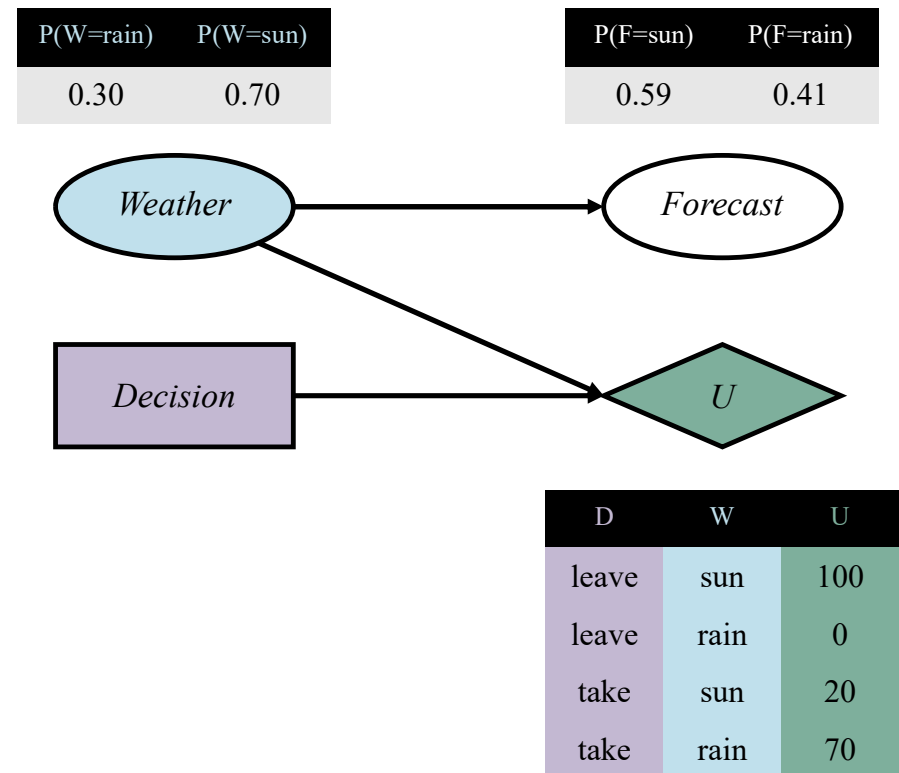 P(W=rain) P(W=sun) P(F=sun) P(F=rain)
0.30 0.70 0.59 0.41
Weather Forecast
Decision U
D W U
leave sun 100
leave rain 0
take sun 20
take rain 70